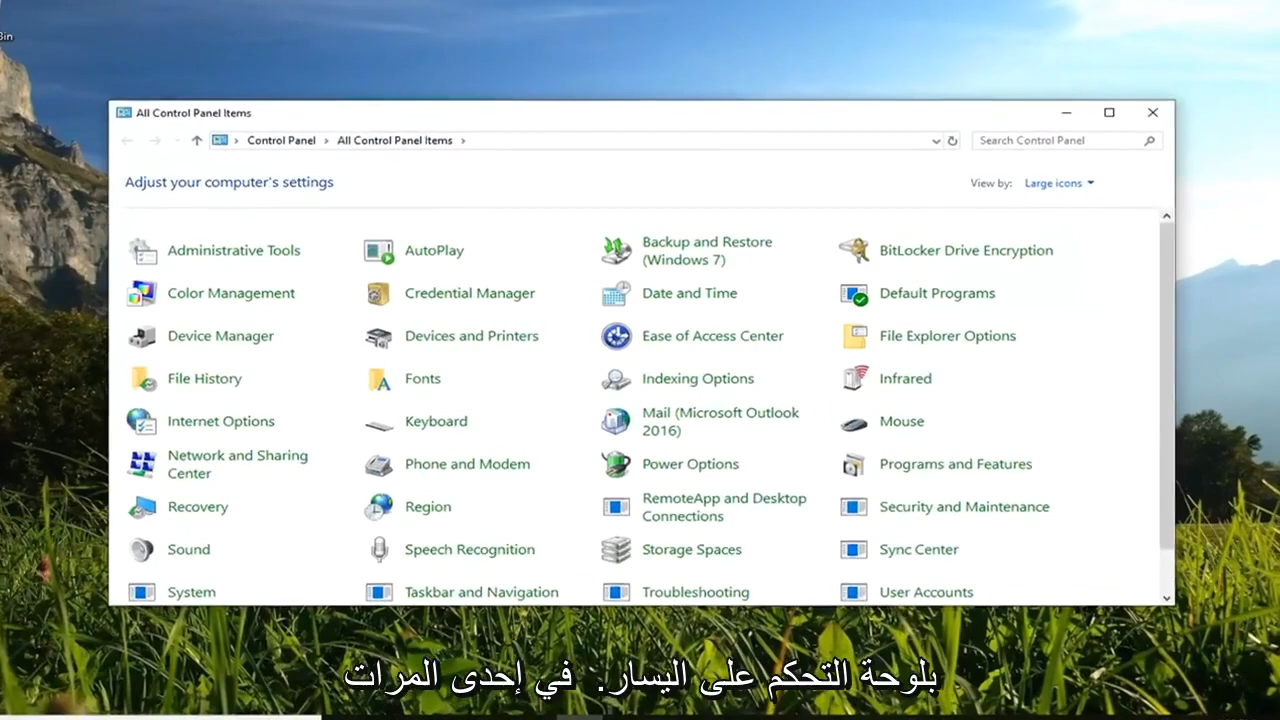 Bin
All Control Panel Items
Control Panel
All Control Panel Items
Search Control Panel
Adjust your computer's settings
View by: Large icons
Administrative Tools
AutoPlay
Backup and Restore
(Windows 7)
BitLocker Drive Encryption
Color Management
Credential Manager
Date and Time
Default Programs
Device Manager
Devices and Printers
Ease of Access Center
File Explorer Options
File History
Fonts
Indexing Options
Infrared
Internet Options
Keyboard
Mail (Microsoft Outlook
2016)
Mouse
Network and Sharing
Center
Phone and Modem
Power Options
Programs and Features
Recovery
Region
RemoteApp and Desktop
Connections
Security and Maintenance
Sound
Speech Recognition
Storage Spaces
Sync Center
System
Taskbar and Navigation
Troubleshooting
User Accounts
بلوحة التحكم على اليسار. في إحدى المرات